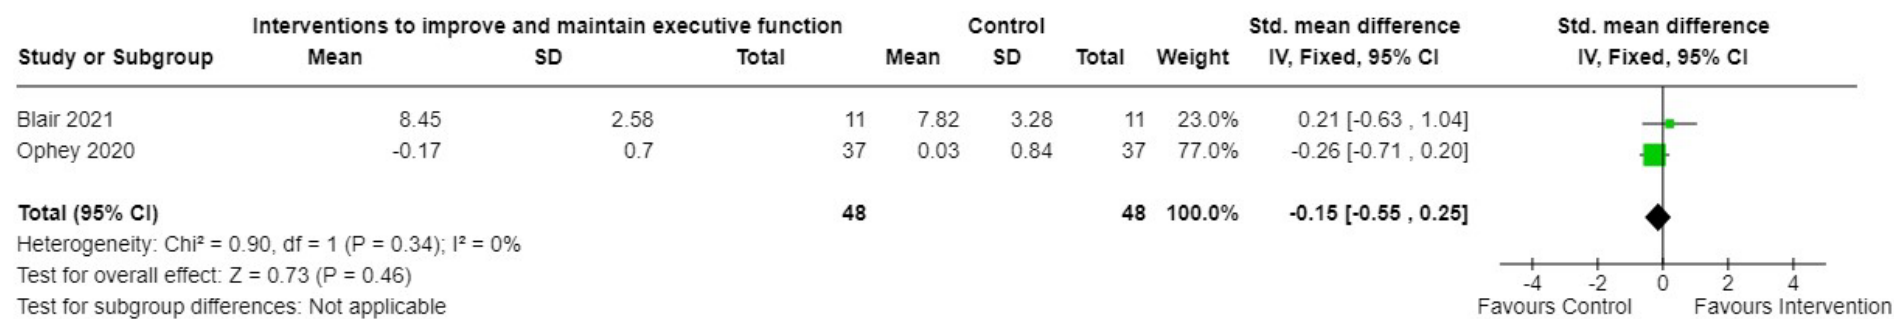 Interventions to improve and maintain executive function Control Std. mean difference Std. mean difference
Study or Subgroup Mean SD Total Mean SD Total Weight IV, Fixed, 95% CI IV, Fixed, 95% CI
Blair 2021 8.45 2.58 11 7.82 3.28 11 23.0% 0.21 [-0.63 , 1.04]
Ophey 2020 -0.17 0.7 37 0.03 0.84 37 77.0% -0.26 [-0.71 , 0.20]
Total (95% CI) 48 48 100.0% -0.15 [-0.55 , 0.25]
Heterogeneity: Chi² = 0.90, df = 1 (P = 0.34); I² = 0%
Test for overall effect: Z = 0.73 (P = 0.46)
Test for subgroup differences: Not applicable
-4 -2 0 2 4
Favours Control Favours Intervention